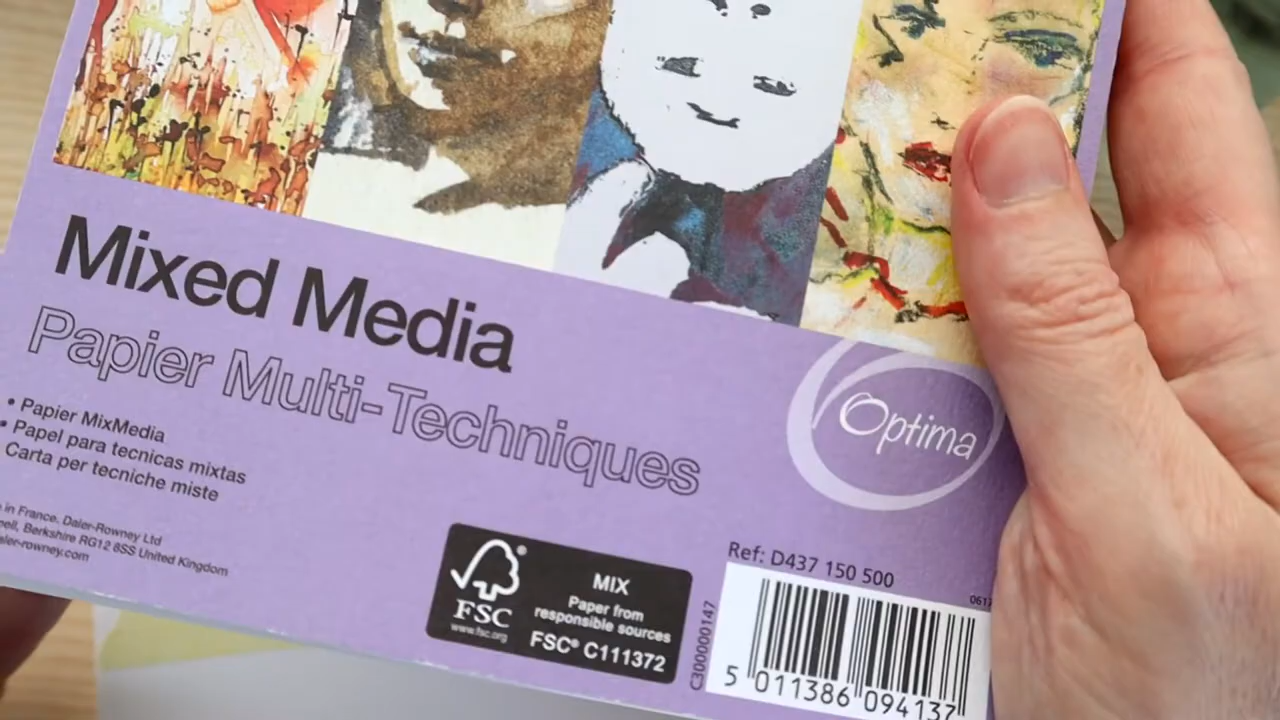 Mixed Media
Papier Multi-Techniques
• Papier MixMedia
• Papel para tecnicas mixtas
Carta per tecniche miste
in France. Daler-Rowney Ltd
Berkshire RG12 8SS United Kingdom
aler-rowney.com
Optima
FSC®
www.fsc.org
MIX
Paper from
responsible sources
FSC® C111372
Ref: D437 150 500
061
C300000147
5 011386 094137